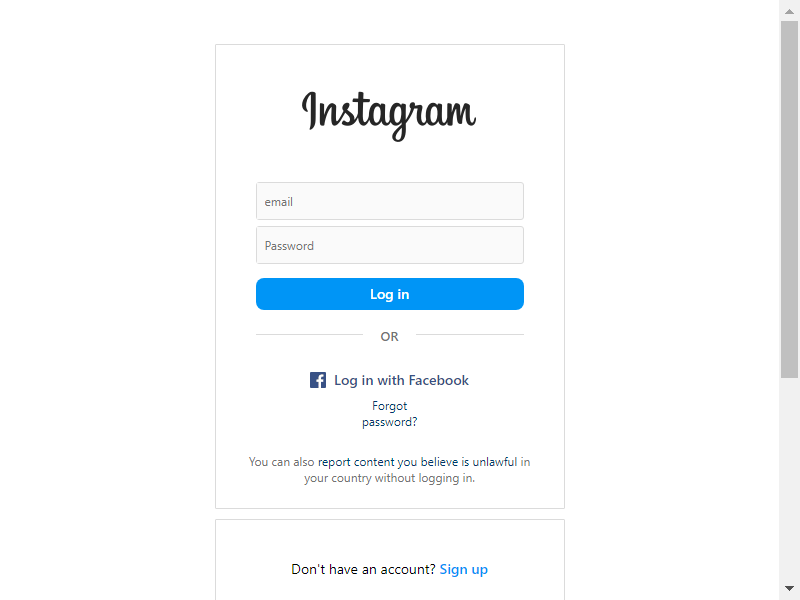 Instagram
email
Password
Log in
OR
Log in with Facebook
Forgot
password?
You can also report content you believe is unlawful in
your country without logging in.
Don't have an account? Sign up